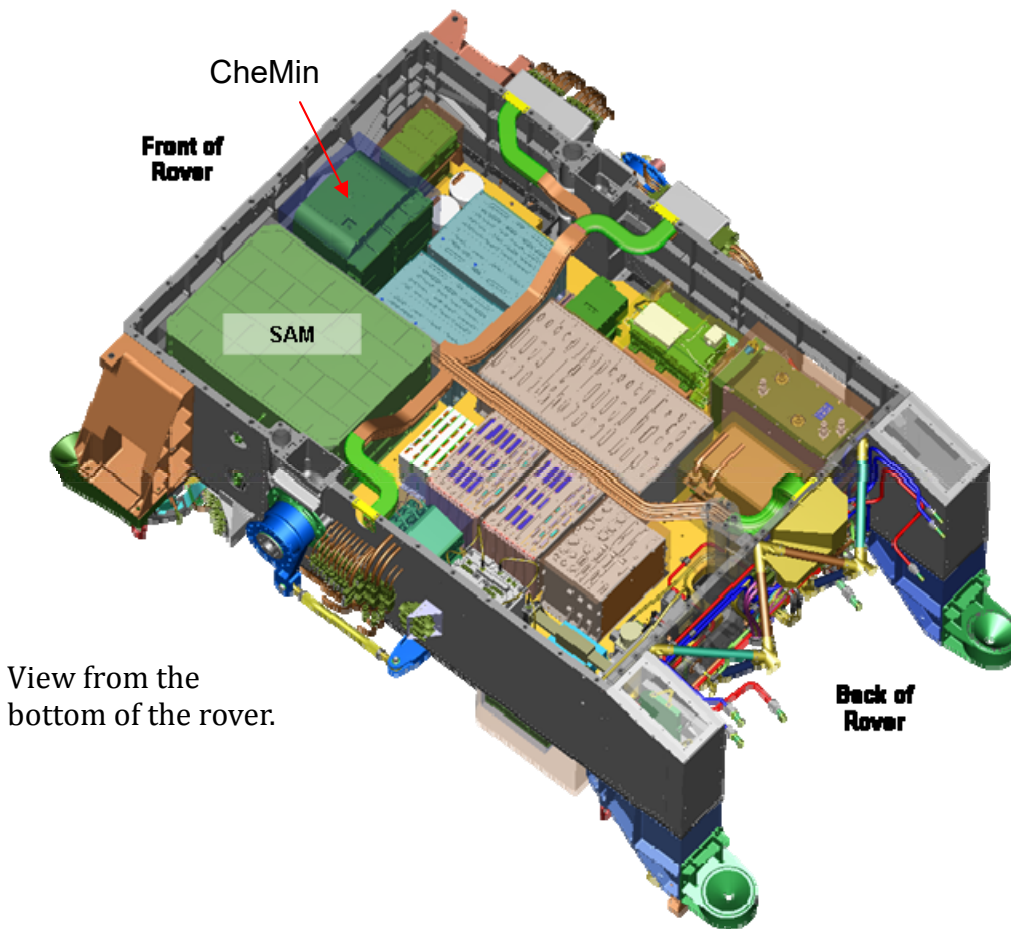 CheMin
Front of
Rover
SAM
View from the
bottom of the rover.
Back of
Rover